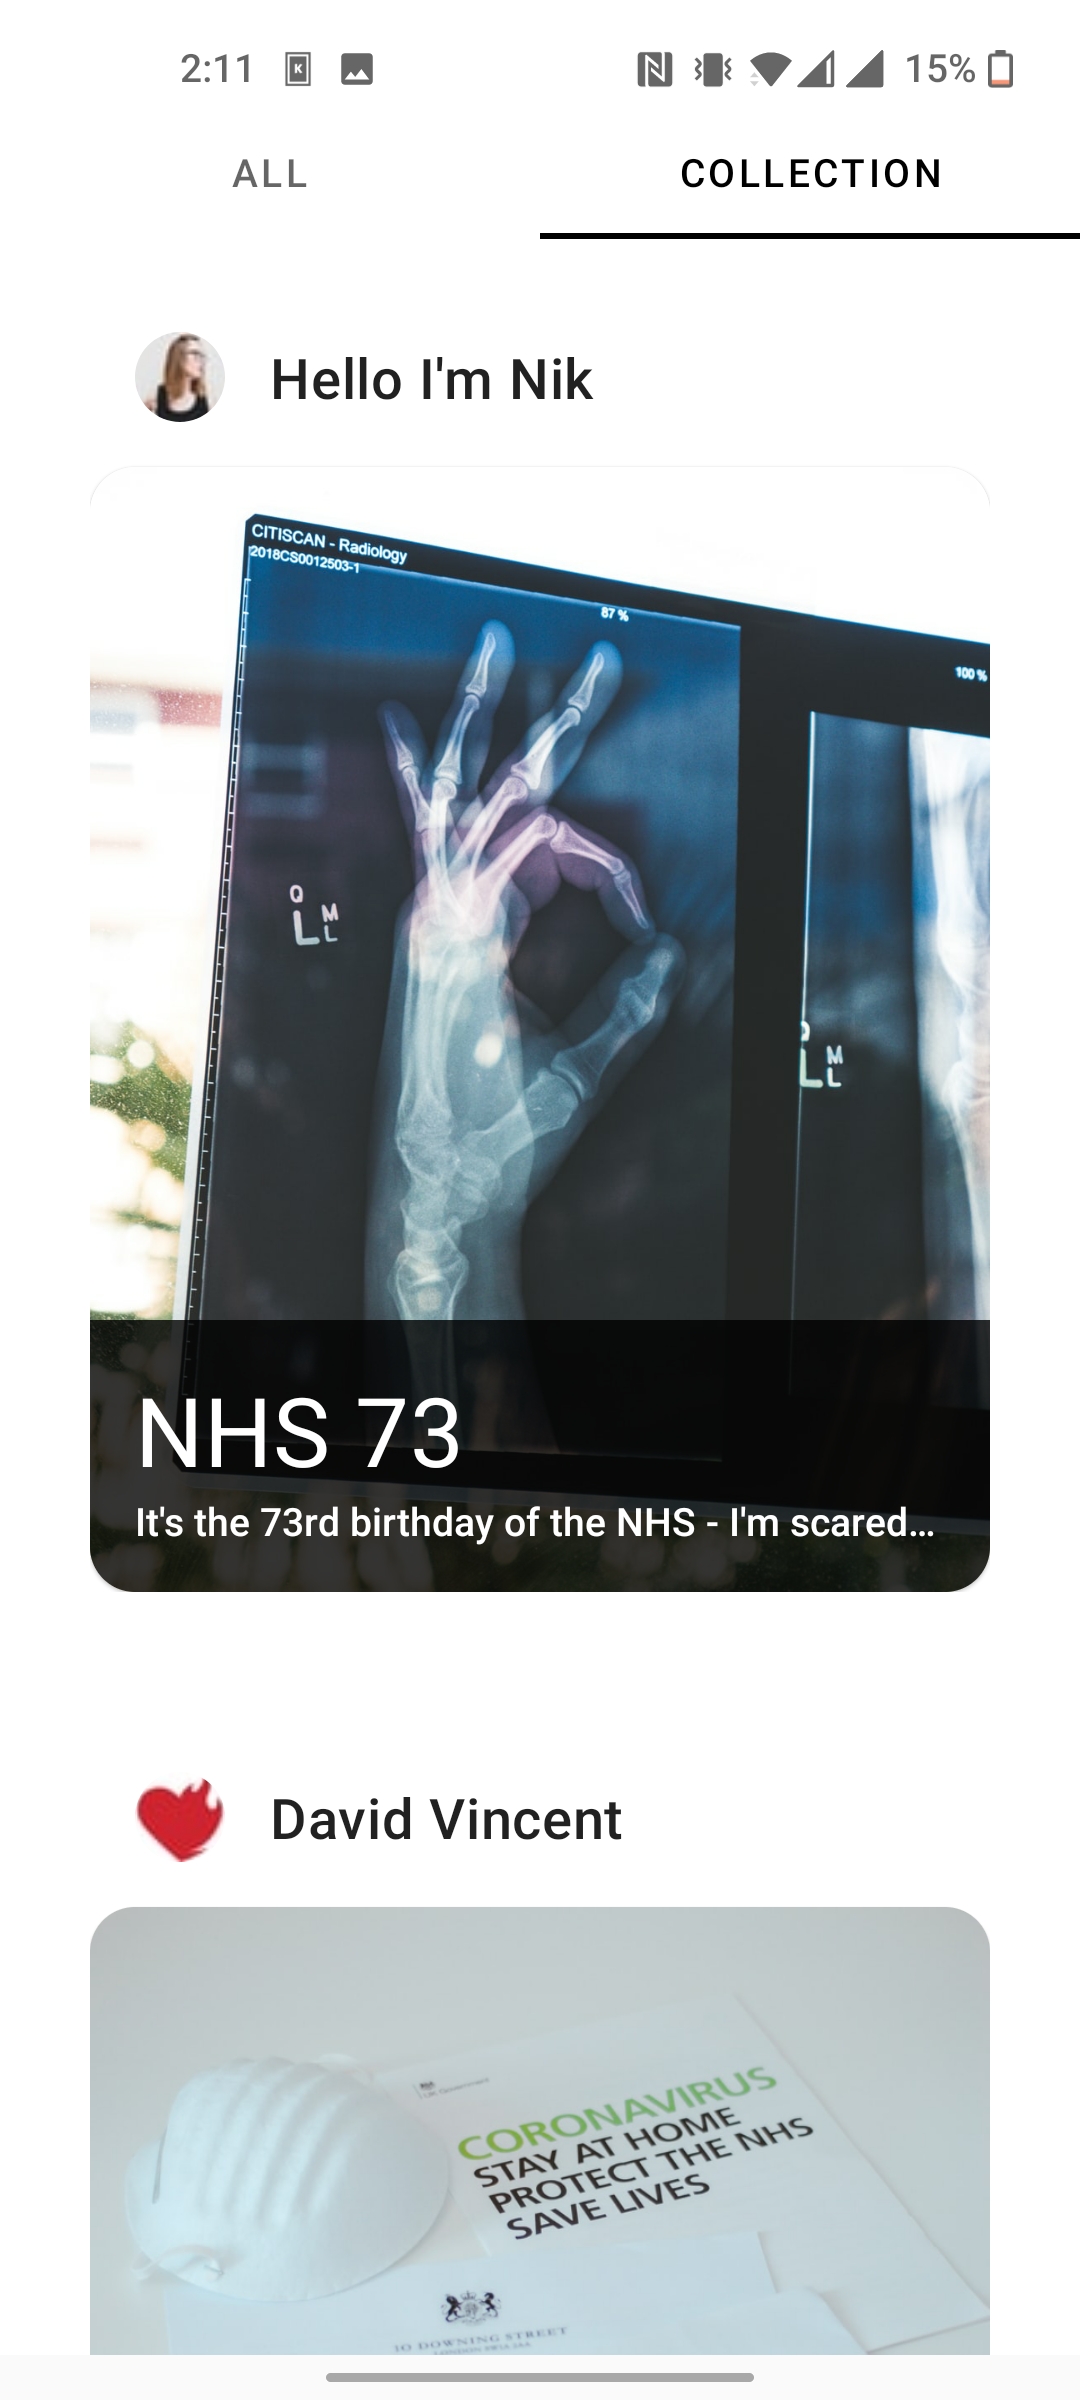 2:11
15%
ALL
COLLECTION
Hello I'm Nik
CITISCAN - Radiology
2018CS0012503-1
87 %
100 %
Q
L M
L
L M
L
NHS 73
It's the 73rd birthday of the NHS - I'm scared...
David Vincent
CORONAVIRUS
STAY AT HOME
PROTECT THE NHS
SAVE LIVES
10 DOWNING STREET